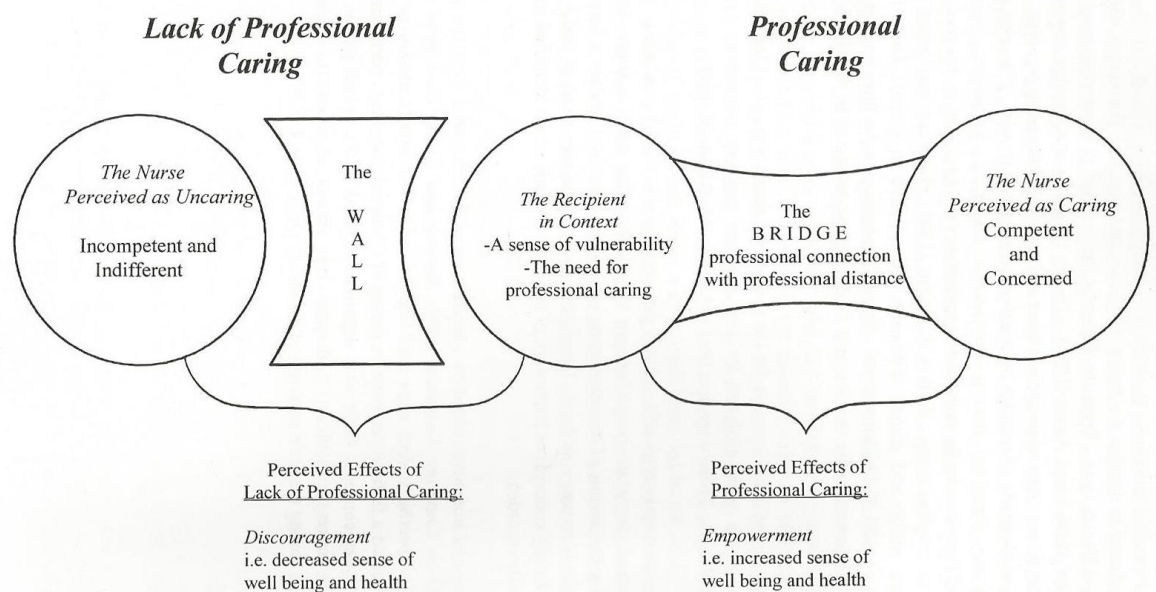 Lack of Professional
Caring
Professional
Caring
The Nurse
Perceived as Uncaring
Incompetent and
Indifferent
The
W
A
L
L
The Recipient
in Context
-A sense of vulnerability
-The need for
professional caring
The
B R I D G E
professional connection
with professional distance
The Nurse
Perceived as Caring
Competent
and
Concerned
Perceived Effects of
Lack of Professional Caring:
Discouragement
i.e. decreased sense of
well being and health
Perceived Effects of
Professional Caring:
Empowerment
i.e. increased sense of
well being and health